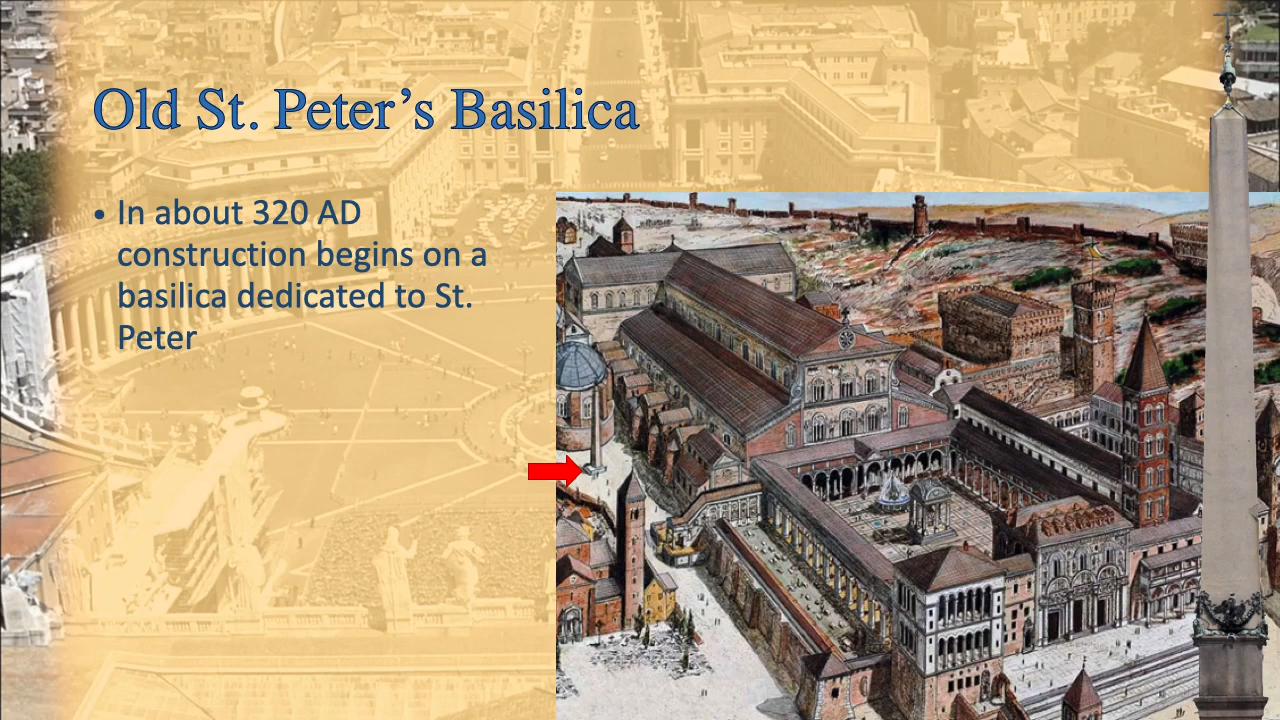 Old St. Peter’s Basilica
• In about 320 AD
construction begins on a
basilica dedicated to St.
Peter